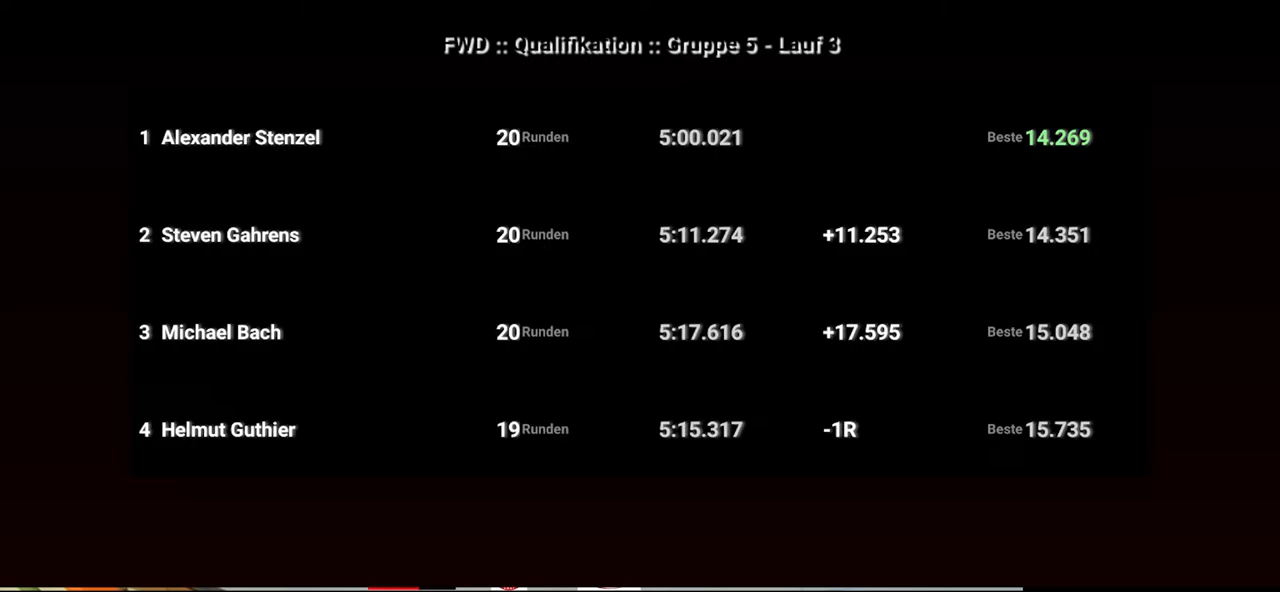 FWD :: Qualifikation :: Gruppe 5 - Lauf 3
1 Alexander Stenzel 20 Runden 5:00.021 Beste 14.269
2 Steven Gahrens 20 Runden 5:11.274 +11.253 Beste 14.351
3 Michael Bach 20 Runden 5:17.616 +17.595 Beste 15.048
4 Helmut Guthier 19 Runden 5:15.317 -1R Beste 15.735